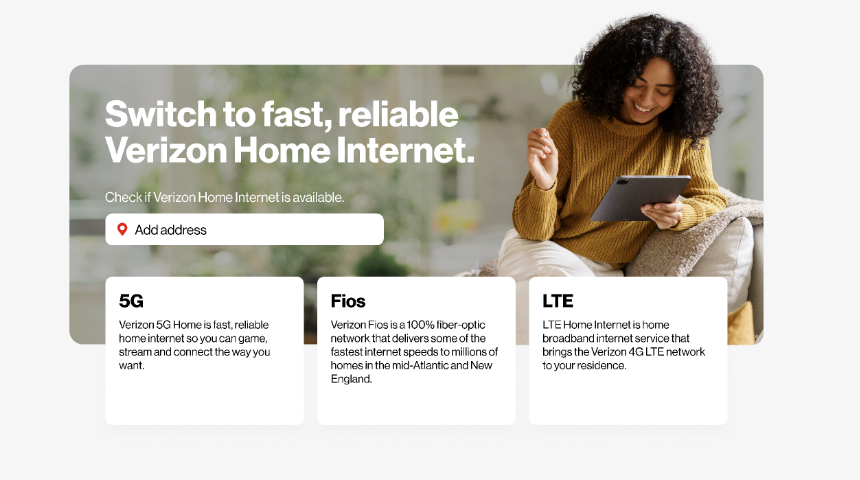 Switch to fast, reliable
Verizon Home Internet.
Check if Verizon Home Internet is available.
Add address
5G
Verizon 5G Home is fast, reliable
home internet so you can game,
stream and connect the way you
want.
Fios
Verizon Fios is a 100% fiber-optic
network that delivers some of the
fastest internet speeds to millions of
homes in the mid-Atlantic and New
England.
LTE
LTE Home Internet is home
broadband internet service that
brings the Verizon 4G LTE network
to your residence.